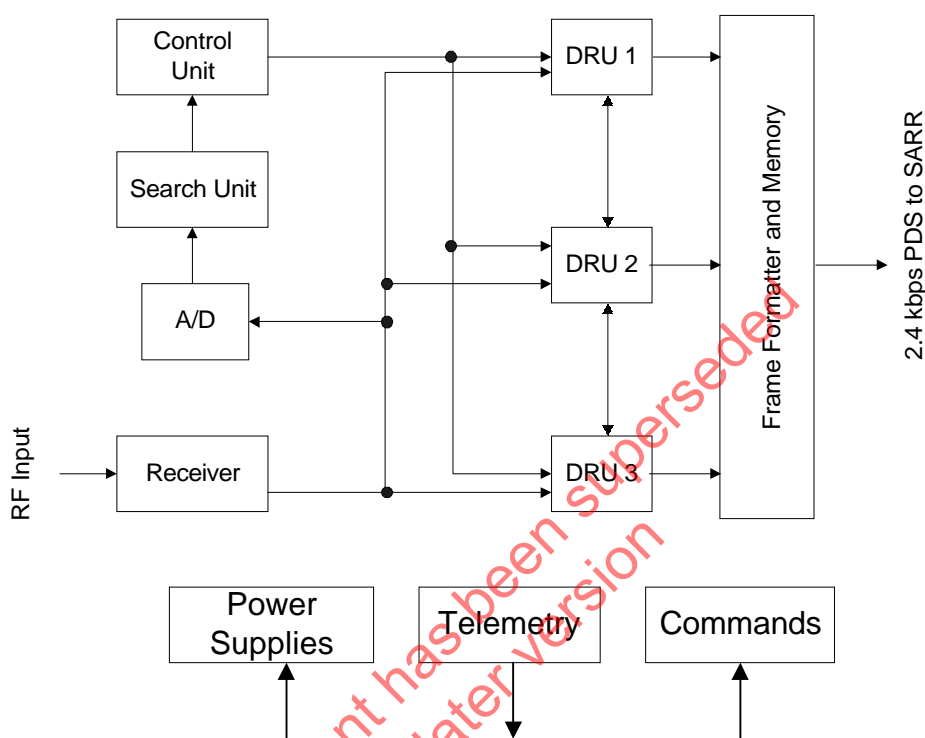 Control
Unit
DRU 1
Search Unit
DRU 2
A/D
Frame Formatter and Memory
2.4 kbps PDS to SARR
RF Input
Receiver
DRU 3
Power
Supplies
Telemetry
Commands
nt has been superseded
later version